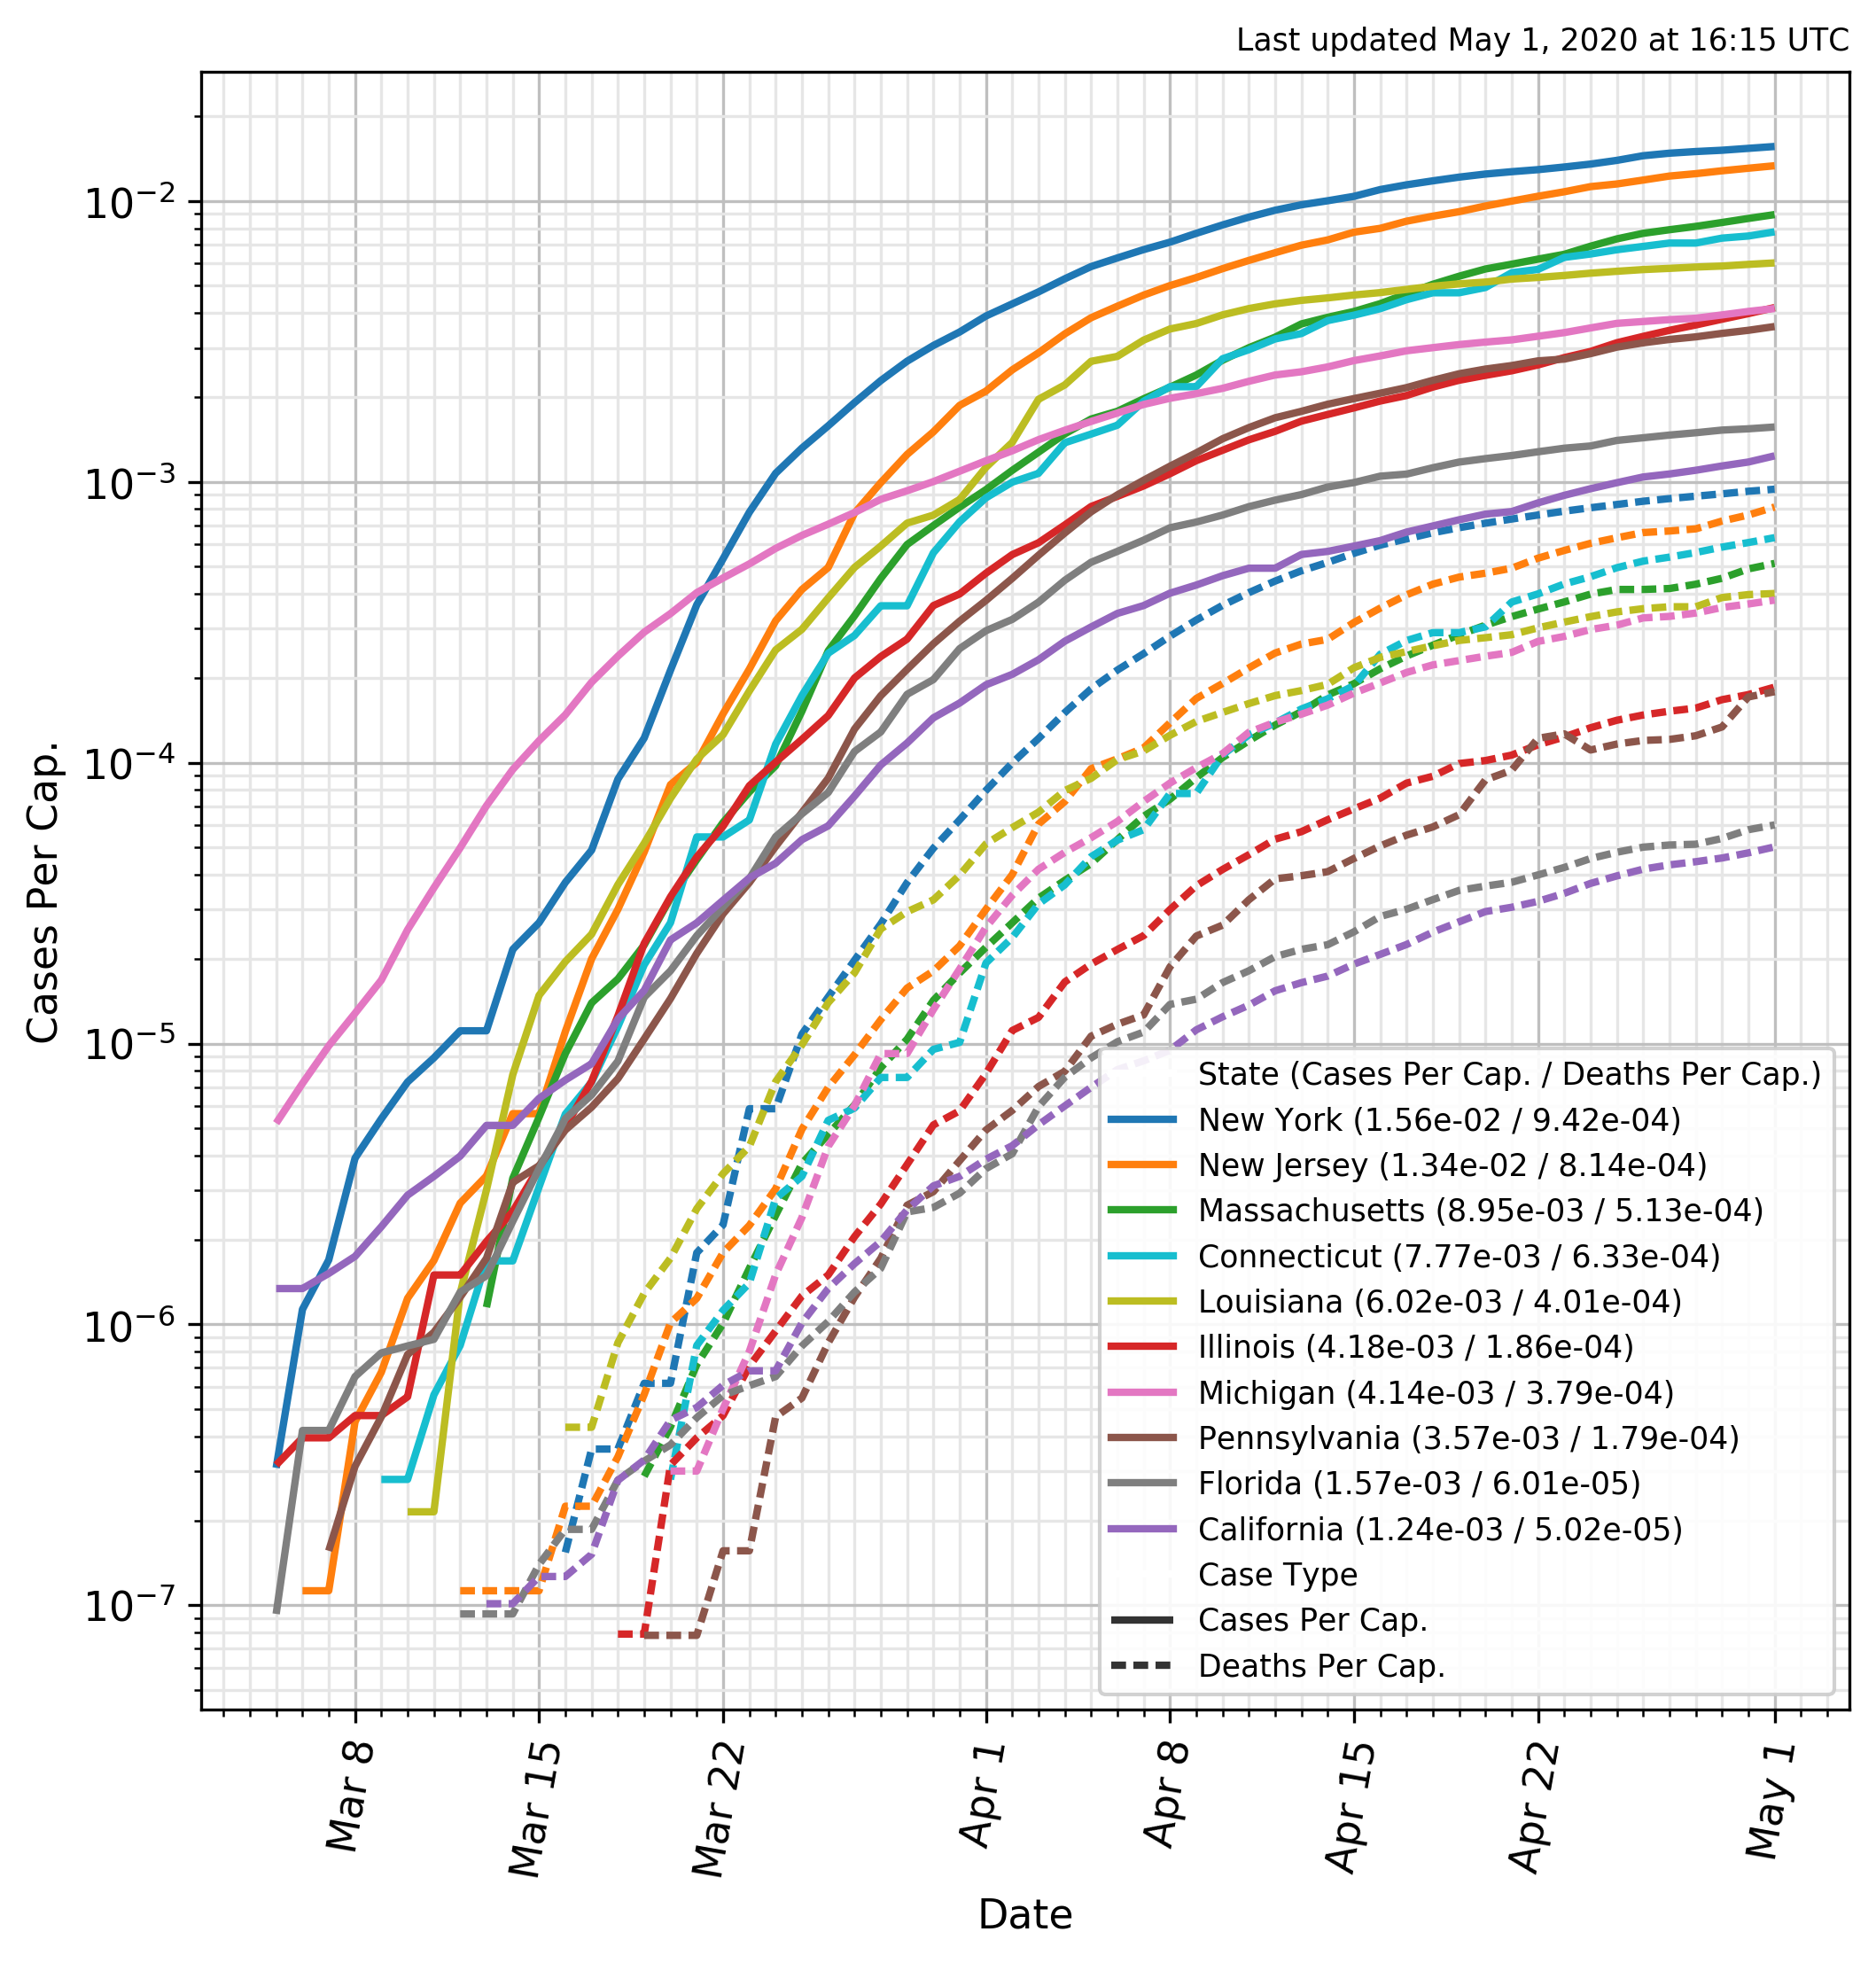 Last updated May 1, 2020 at 16:15 UTC
10⁻²
10⁻³
10⁻⁴
10⁻⁵
10⁻⁶
10⁻⁷
Cases Per Cap.
State (Cases Per Cap. / Deaths Per Cap.)
New York (1.56e-02 / 9.42e-04)
New Jersey (1.34e-02 / 8.14e-04)
Massachusetts (8.95e-03 / 5.13e-04)
Connecticut (7.77e-03 / 6.33e-04)
Louisiana (6.02e-03 / 4.01e-04)
Illinois (4.18e-03 / 1.86e-04)
Michigan (4.14e-03 / 3.79e-04)
Pennsylvania (3.57e-03 / 1.79e-04)
Florida (1.57e-03 / 6.01e-05)
California (1.24e-03 / 5.02e-05)
Case Type
Cases Per Cap.
Deaths Per Cap.
Mar 8
Mar 15
Mar 22
Apr 1
Apr 8
Apr 15
Apr 22
May 1
Date